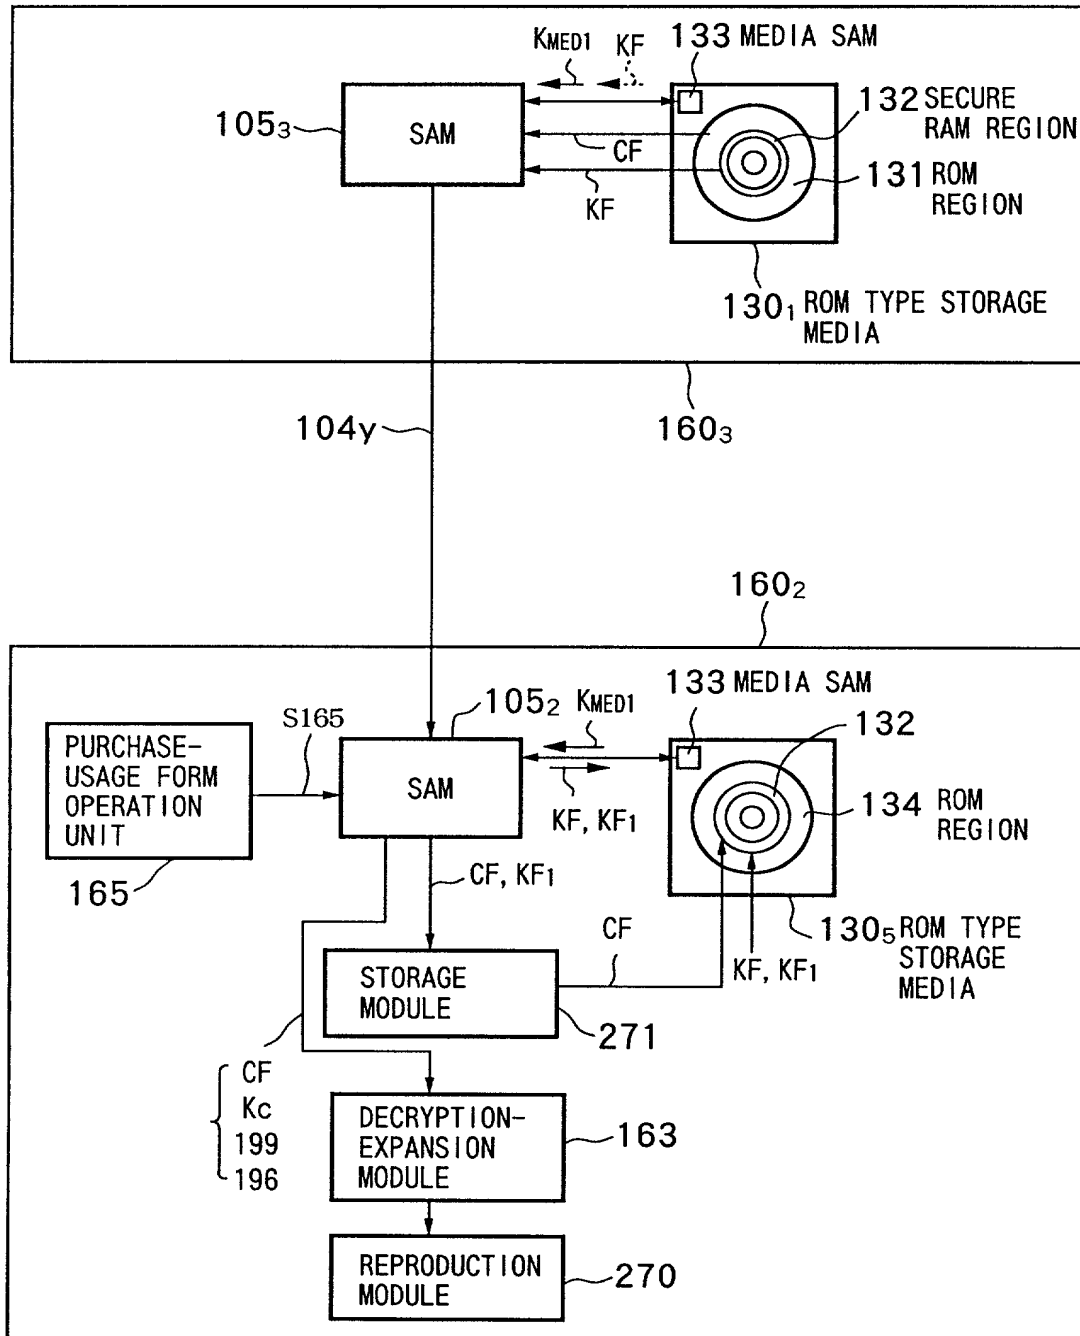 133 MEDIA SAM
KMED1 KF
105₃
SAM
132 SECURE
RAM REGION
CF
131 ROM
REGION
KF
130₁ ROM TYPE STORAGE
MEDIA
104y
160₃
160₂
133 MEDIA SAM
105₂
KMED1
132
S165
PURCHASE-
USAGE FORM
OPERATION
UNIT
SAM
134 ROM
REGION
KF, KF₁
165
CF, KF₁
CF
130₅ ROM TYPE
STORAGE
MEDIA
KF, KF₁
STORAGE
MODULE
271
CF
Kc
199
196
DECRYPTION-
EXPANSION
MODULE
163
REPRODUCTION
MODULE
270